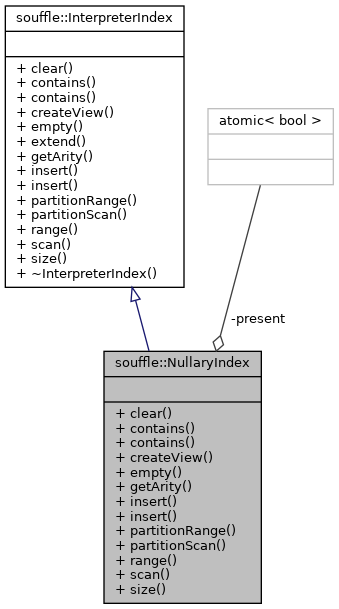 souffle::InterpreterIndex
+ clear()
+ contains()
+ contains()
+ createView()
+ empty()
+ extend()
+ getArity()
+ insert()
+ insert()
+ partitionRange()
+ partitionScan()
+ range()
+ scan()
+ size()
+ ~InterpreterIndex()
atomic< bool >
-present
souffle::NullaryIndex
+ clear()
+ contains()
+ contains()
+ createView()
+ empty()
+ getArity()
+ insert()
+ insert()
+ partitionRange()
+ partitionScan()
+ range()
+ scan()
+ size()